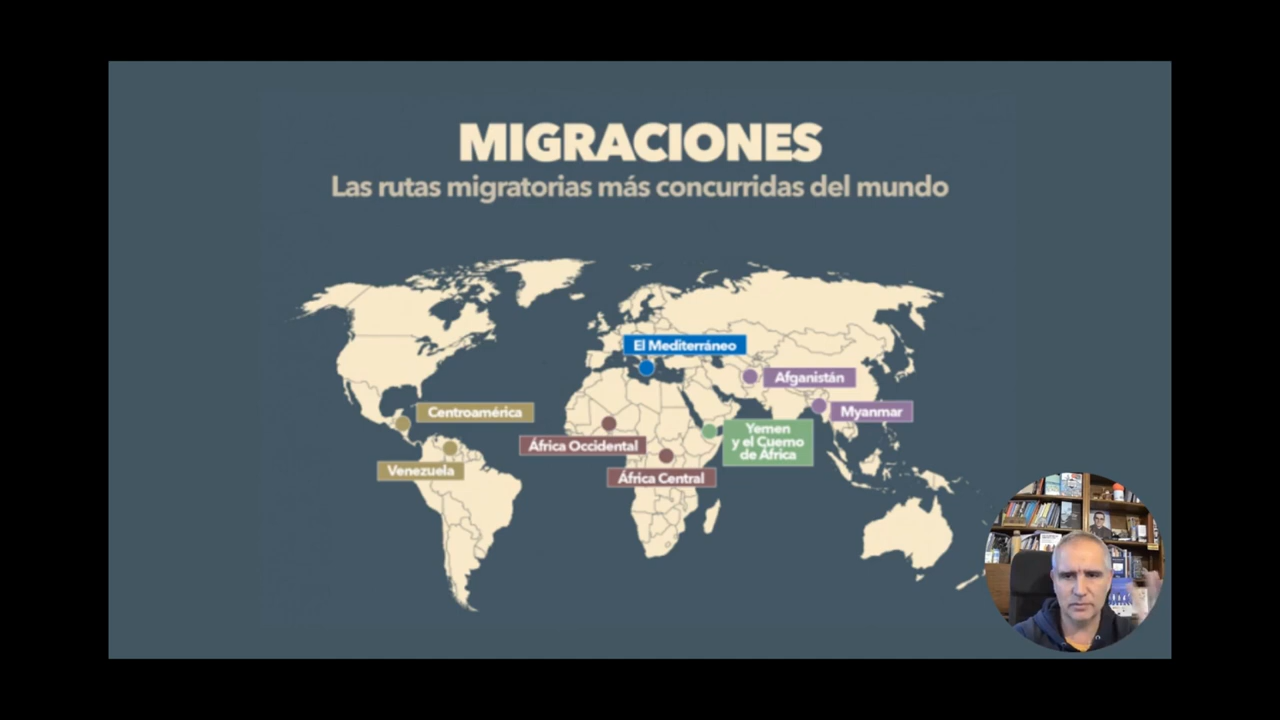 MIGRACIONES
Las rutas migratorias más concurridas del mundo
El Mediterráneo
Afganistán
Centroamérica
Myanmar
África Occidental
Yemen
y el Cuerno
de África
Venezuela
África Central